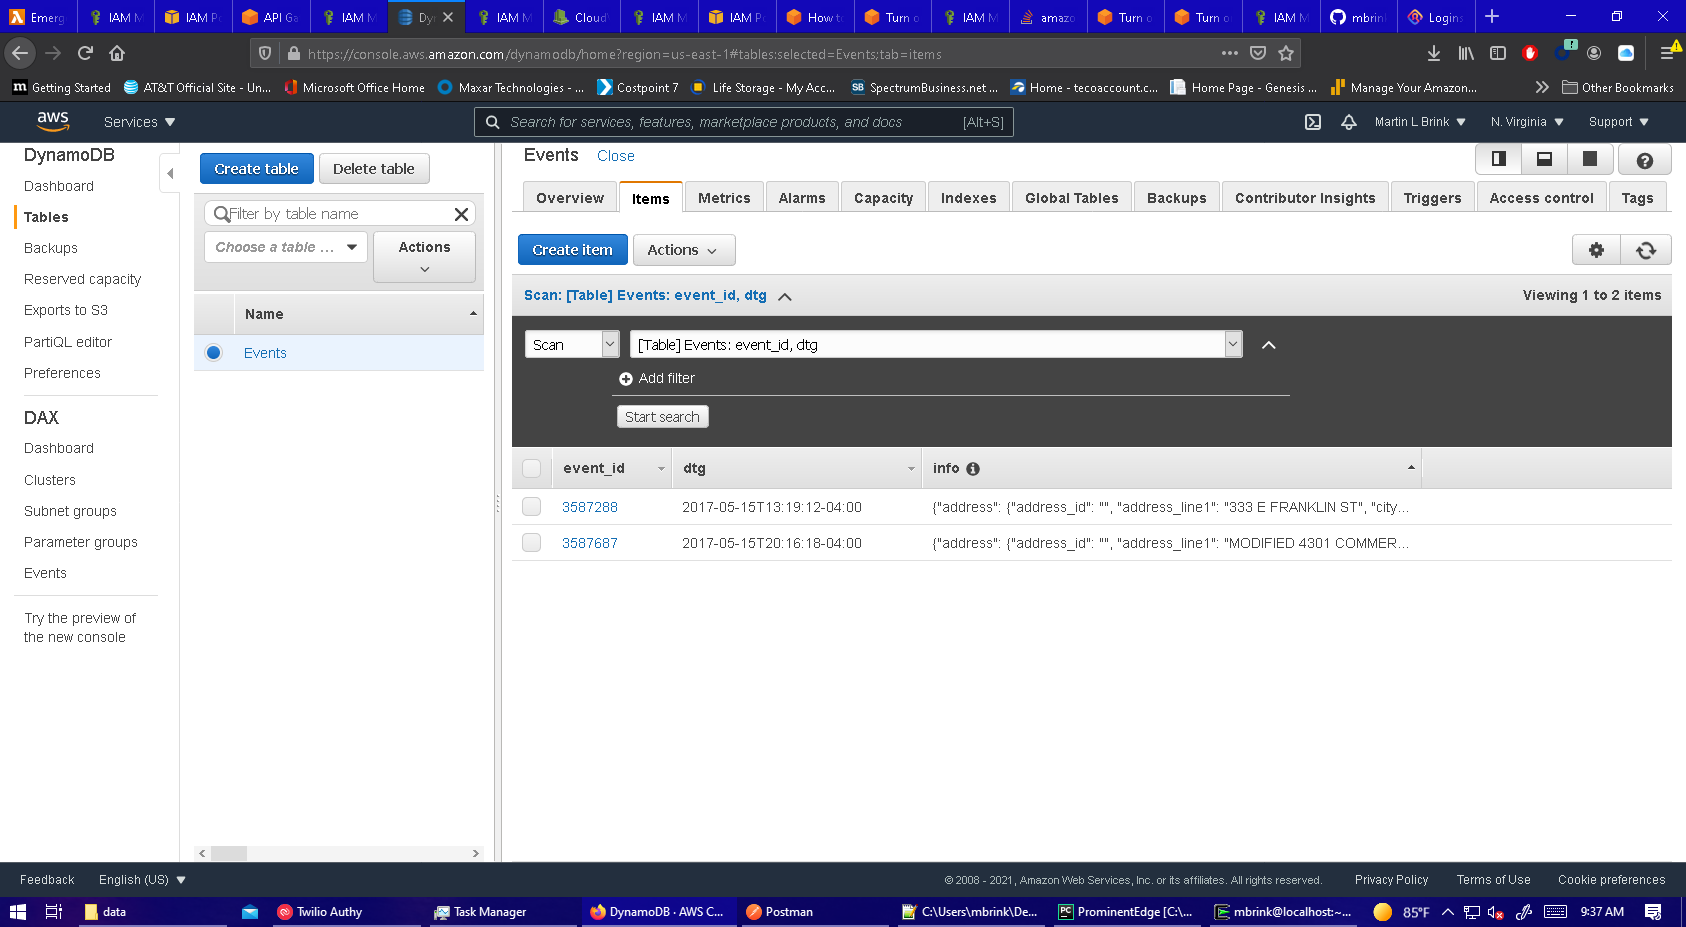 Emerg
IAM M
IAM Po
API Ga
IAM M
Dy
IAM M
Cloud
IAM M
IAM Po
How to
Turn o
IAM M
amazo
Turn o
Turn o
IAM M
mbrink
Logins
https://console.aws.amazon.com/dynamodb/home?region=us-east-1#tables:selected=Events;tab=items
Getting Started
AT&T Official Site - Un...
Microsoft Office Home
Maxar Technologies - ...
Costpoint 7
Life Storage - My Acc...
SpectrumBusiness.net ...
Home - tecoaccount.c...
Home Page - Genesis ...
Manage Your Amazon...
Other Bookmarks
aws
Services
Search for services, features, marketplace products, and docs [Alt+S]
Martin L Brink
N. Virginia
Support
DynamoDB
Dashboard
Tables
Backups
Reserved capacity
Exports to S3
PartiQL editor
Preferences
DAX
Dashboard
Clusters
Subnet groups
Parameter groups
Events
Try the preview of
the new console
Create table
Delete table
Filter by table name
Choose a table ...
Actions
Name
Events
Events Close
Overview
Items
Metrics
Alarms
Capacity
Indexes
Global Tables
Backups
Contributor Insights
Triggers
Access control
Tags
Create item
Actions
Scan: [Table] Events: event_id, dtg
Viewing 1 to 2 items
Scan
[Table] Events: event_id, dtg
Add filter
Start search
event_id dtg info
3587288 2017-05-15T13:19:12-04:00 {"address": {"address_id": "", "address_line1": "333 E FRANKLIN ST", "city...
3587687 2017-05-15T20:16:18-04:00 {"address": {"address_id": "", "address_line1": "MODIFIED 4301 COMMER...
Feedback
English (US)
© 2008 - 2021, Amazon Web Services, Inc. or its affiliates. All rights reserved.
Privacy Policy
Terms of Use
Cookie preferences
data
Twilio Authy
Task Manager
DynamoDB · AWS C...
Postman
C:\Users\mbrink\De...
ProminentEdge [C:\...
mbrink@localhost:~...
85°F
9:37 AM